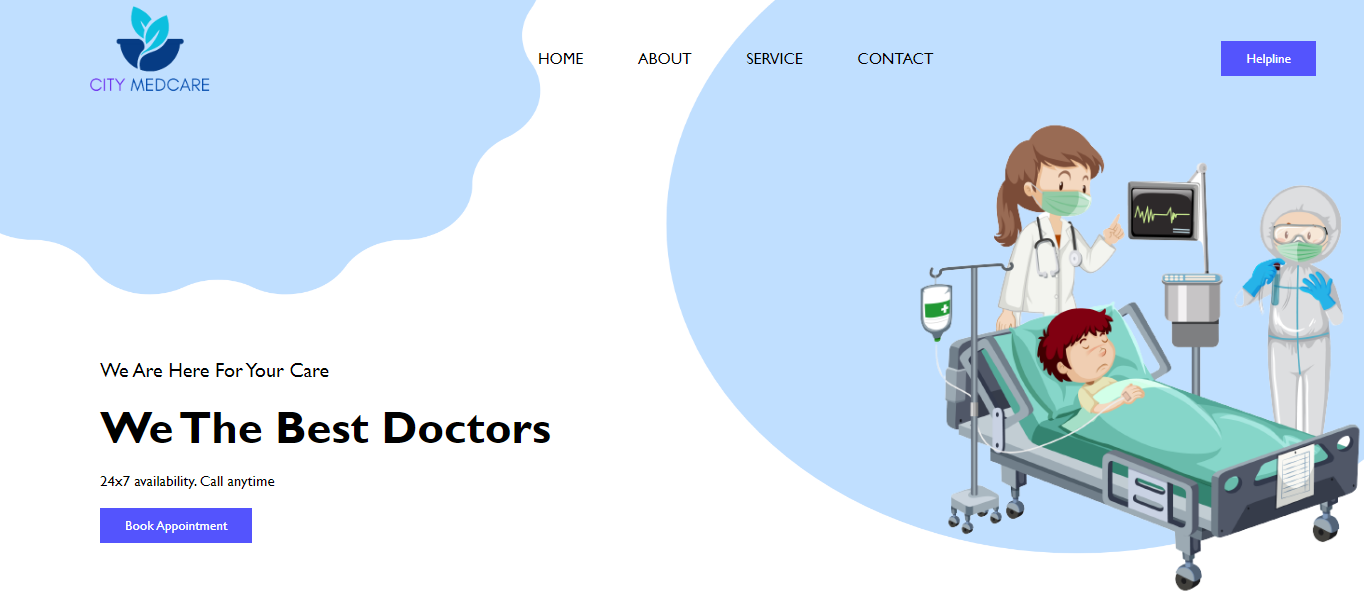 CITY MEDCARE
HOME ABOUT SERVICE CONTACT
Helpline
We Are Here For Your Care
We The Best Doctors
24x7 availability. Call anytime
Book Appointment